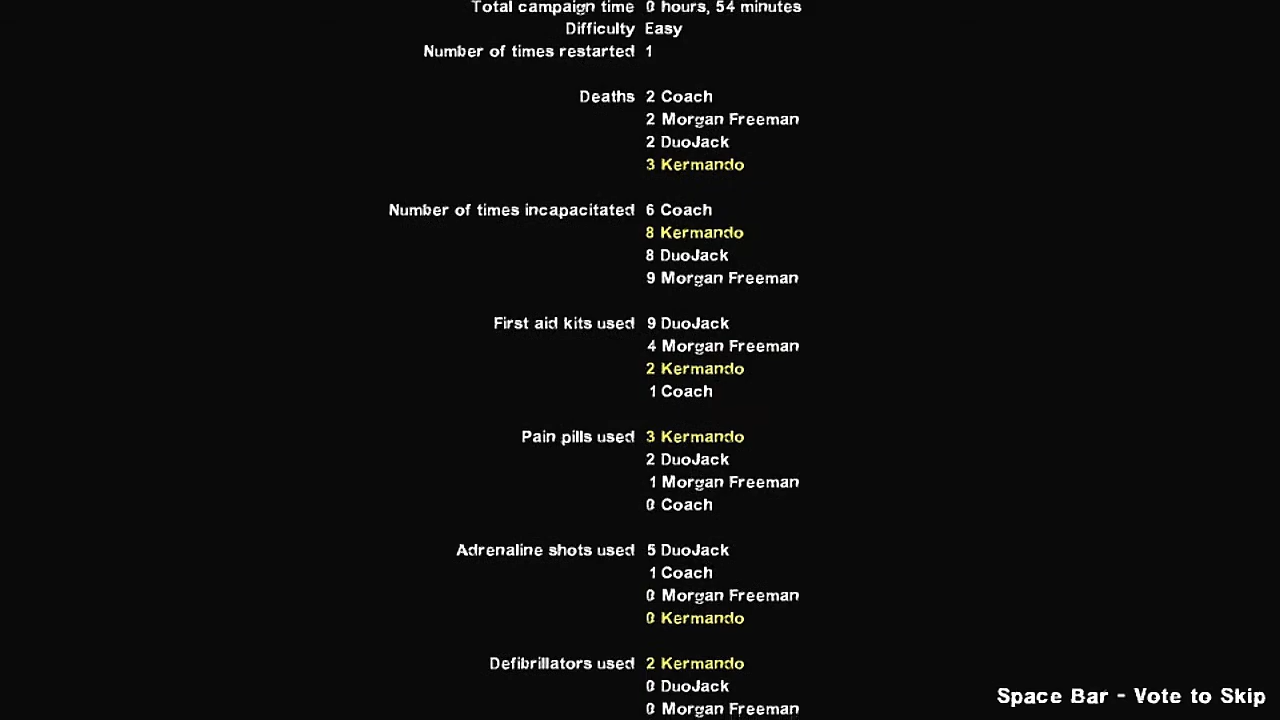 Total campaign time 0 hours, 54 minutes
Difficulty Easy
Number of times restarted 1
Deaths 2 Coach
2 Morgan Freeman
2 DuoJack
3 Kermando
Number of times incapacitated 6 Coach
8 Kermando
8 DuoJack
9 Morgan Freeman
First aid kits used 9 DuoJack
4 Morgan Freeman
2 Kermando
1 Coach
Pain pills used 3 Kermando
2 DuoJack
1 Morgan Freeman
0 Coach
Adrenaline shots used 5 DuoJack
1 Coach
0 Morgan Freeman
0 Kermando
Defibrillators used 2 Kermando
0 DuoJack
0 Morgan Freeman
Space Bar - Vote to Skip